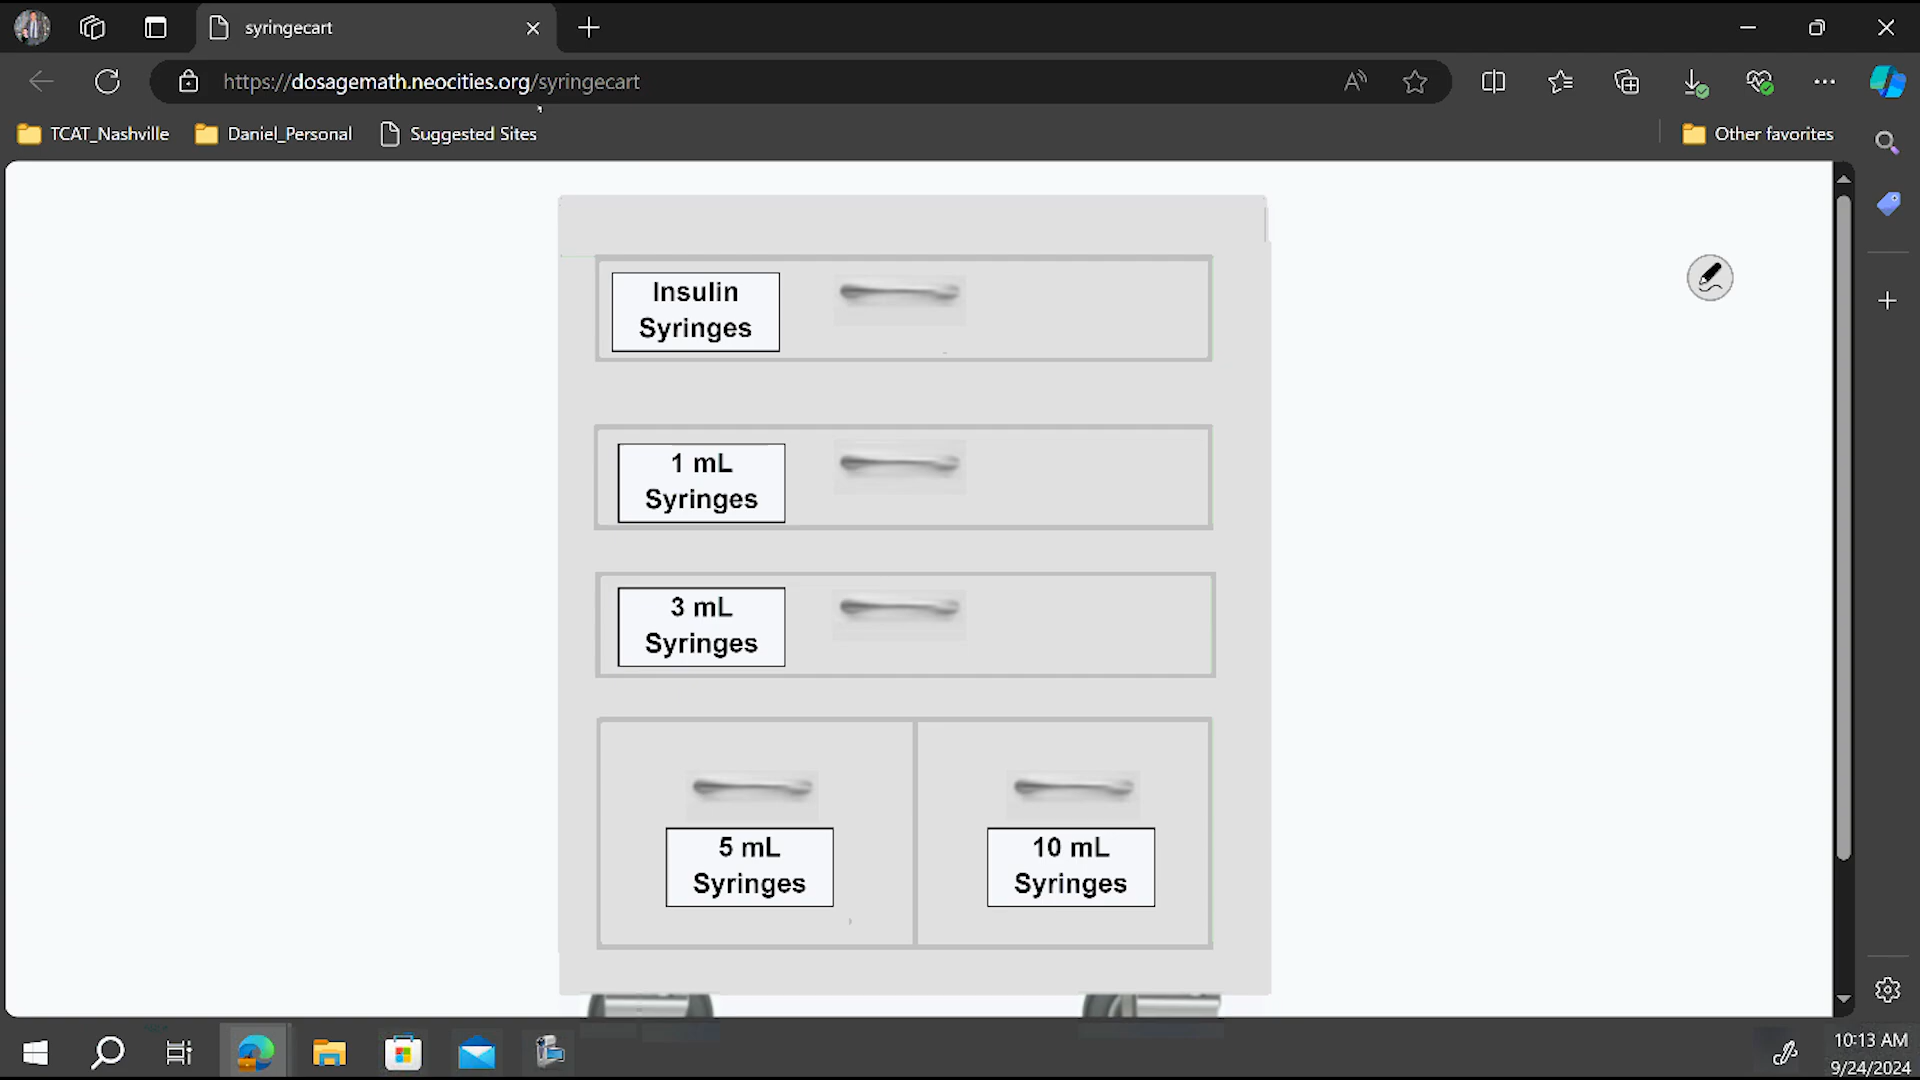 syringecart
https://dosagemath.neocities.org/syringecart
TCAT_Nashville
Daniel_Personal
Suggested Sites
Other favorites
Insulin
Syringes
1 mL
Syringes
3 mL
Syringes
5 mL
Syringes
10 mL
Syringes
10:13 AM
9/24/2024